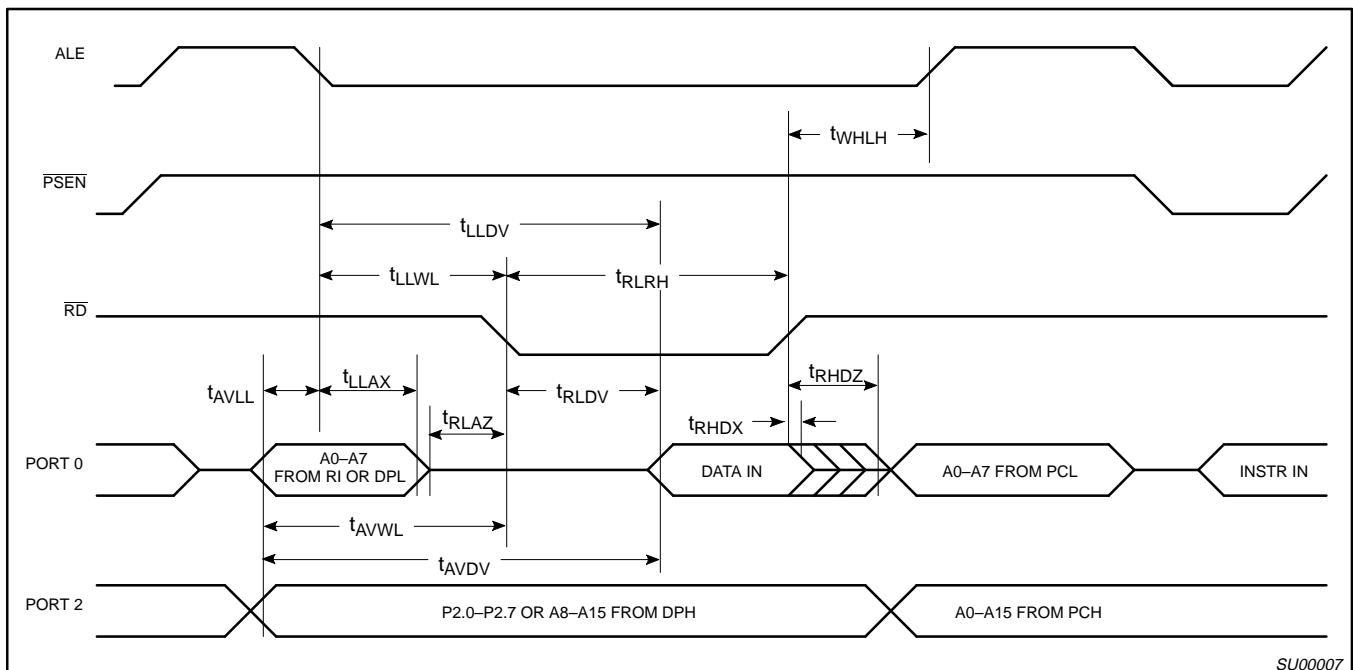 ALE
tWHLH
PSEN
tLLDV
tLLWL
tRLRH
RD
tAVLL
tLLAX
tRLDV
tRHDZ
tRLAZ
tRHDX
PORT 0
A0–A7
FROM RI OR DPL
DATA IN
A0–A7 FROM PCL
INSTR IN
tAVWL
tAVDV
PORT 2
P2.0–P2.7 OR A8–A15 FROM DPH
A0–A15 FROM PCH
SU00007